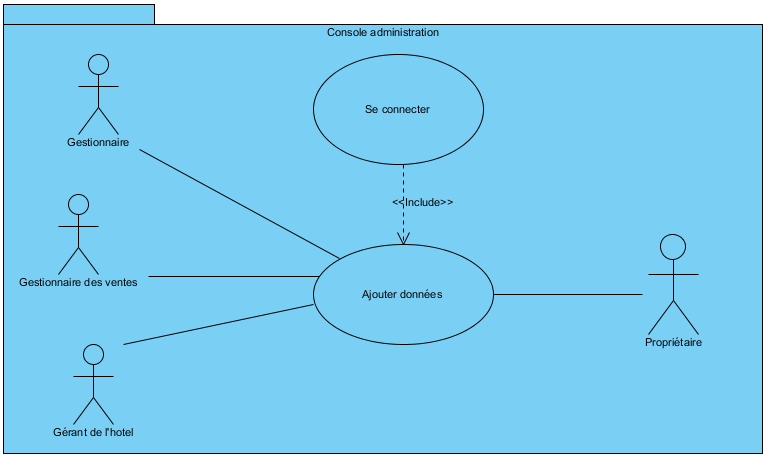 Console administration
Se connecter
Gestionnaire
<<Include>>
Gestionnaire des ventes
Ajouter données
Propriétaire
Gérant de l'hotel